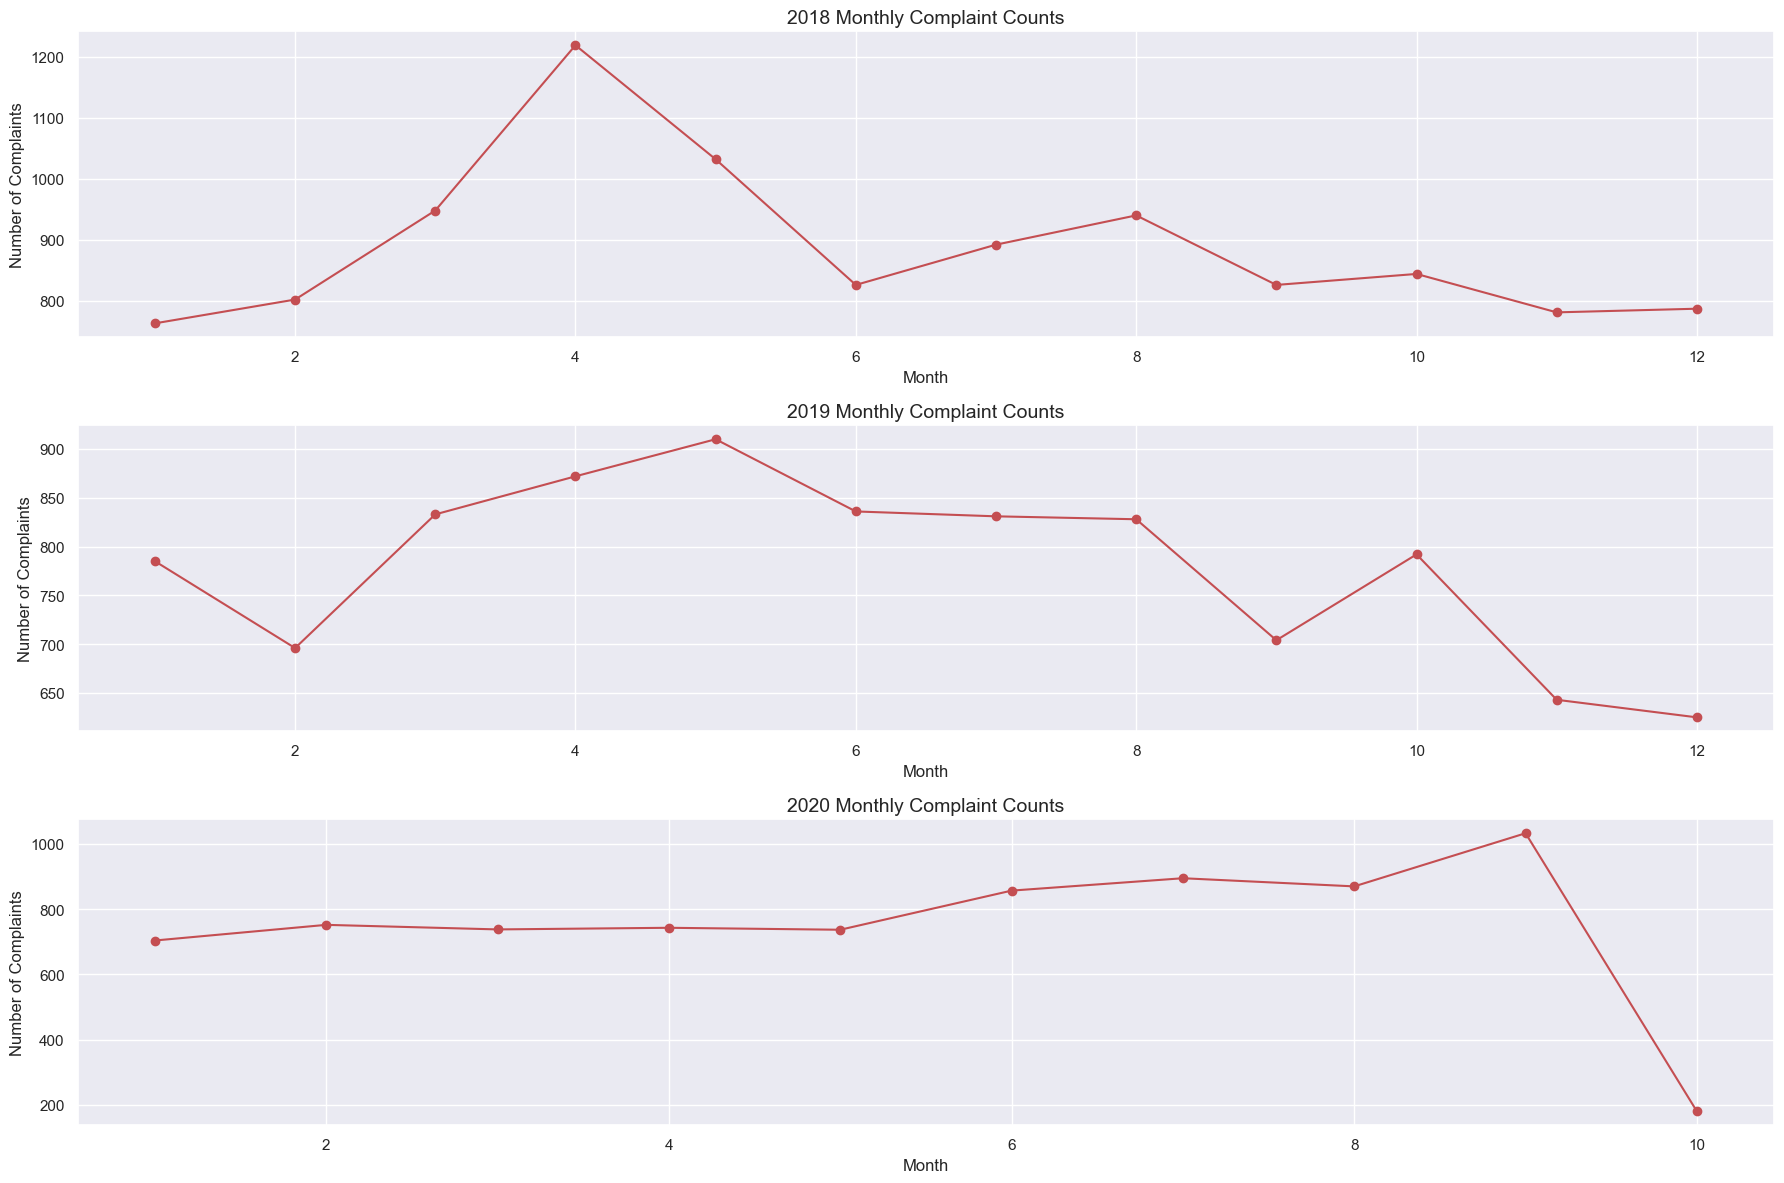 2018 Monthly Complaint Counts
Number of Complaints
1200
1100
1000
900
800
2 4 6 8 10 12
Month
2019 Monthly Complaint Counts
Number of Complaints
900
850
800
750
700
650
2 4 6 8 10 12
Month
2020 Monthly Complaint Counts
Number of Complaints
1000
800
600
400
200
2 4 6 8 10
Month